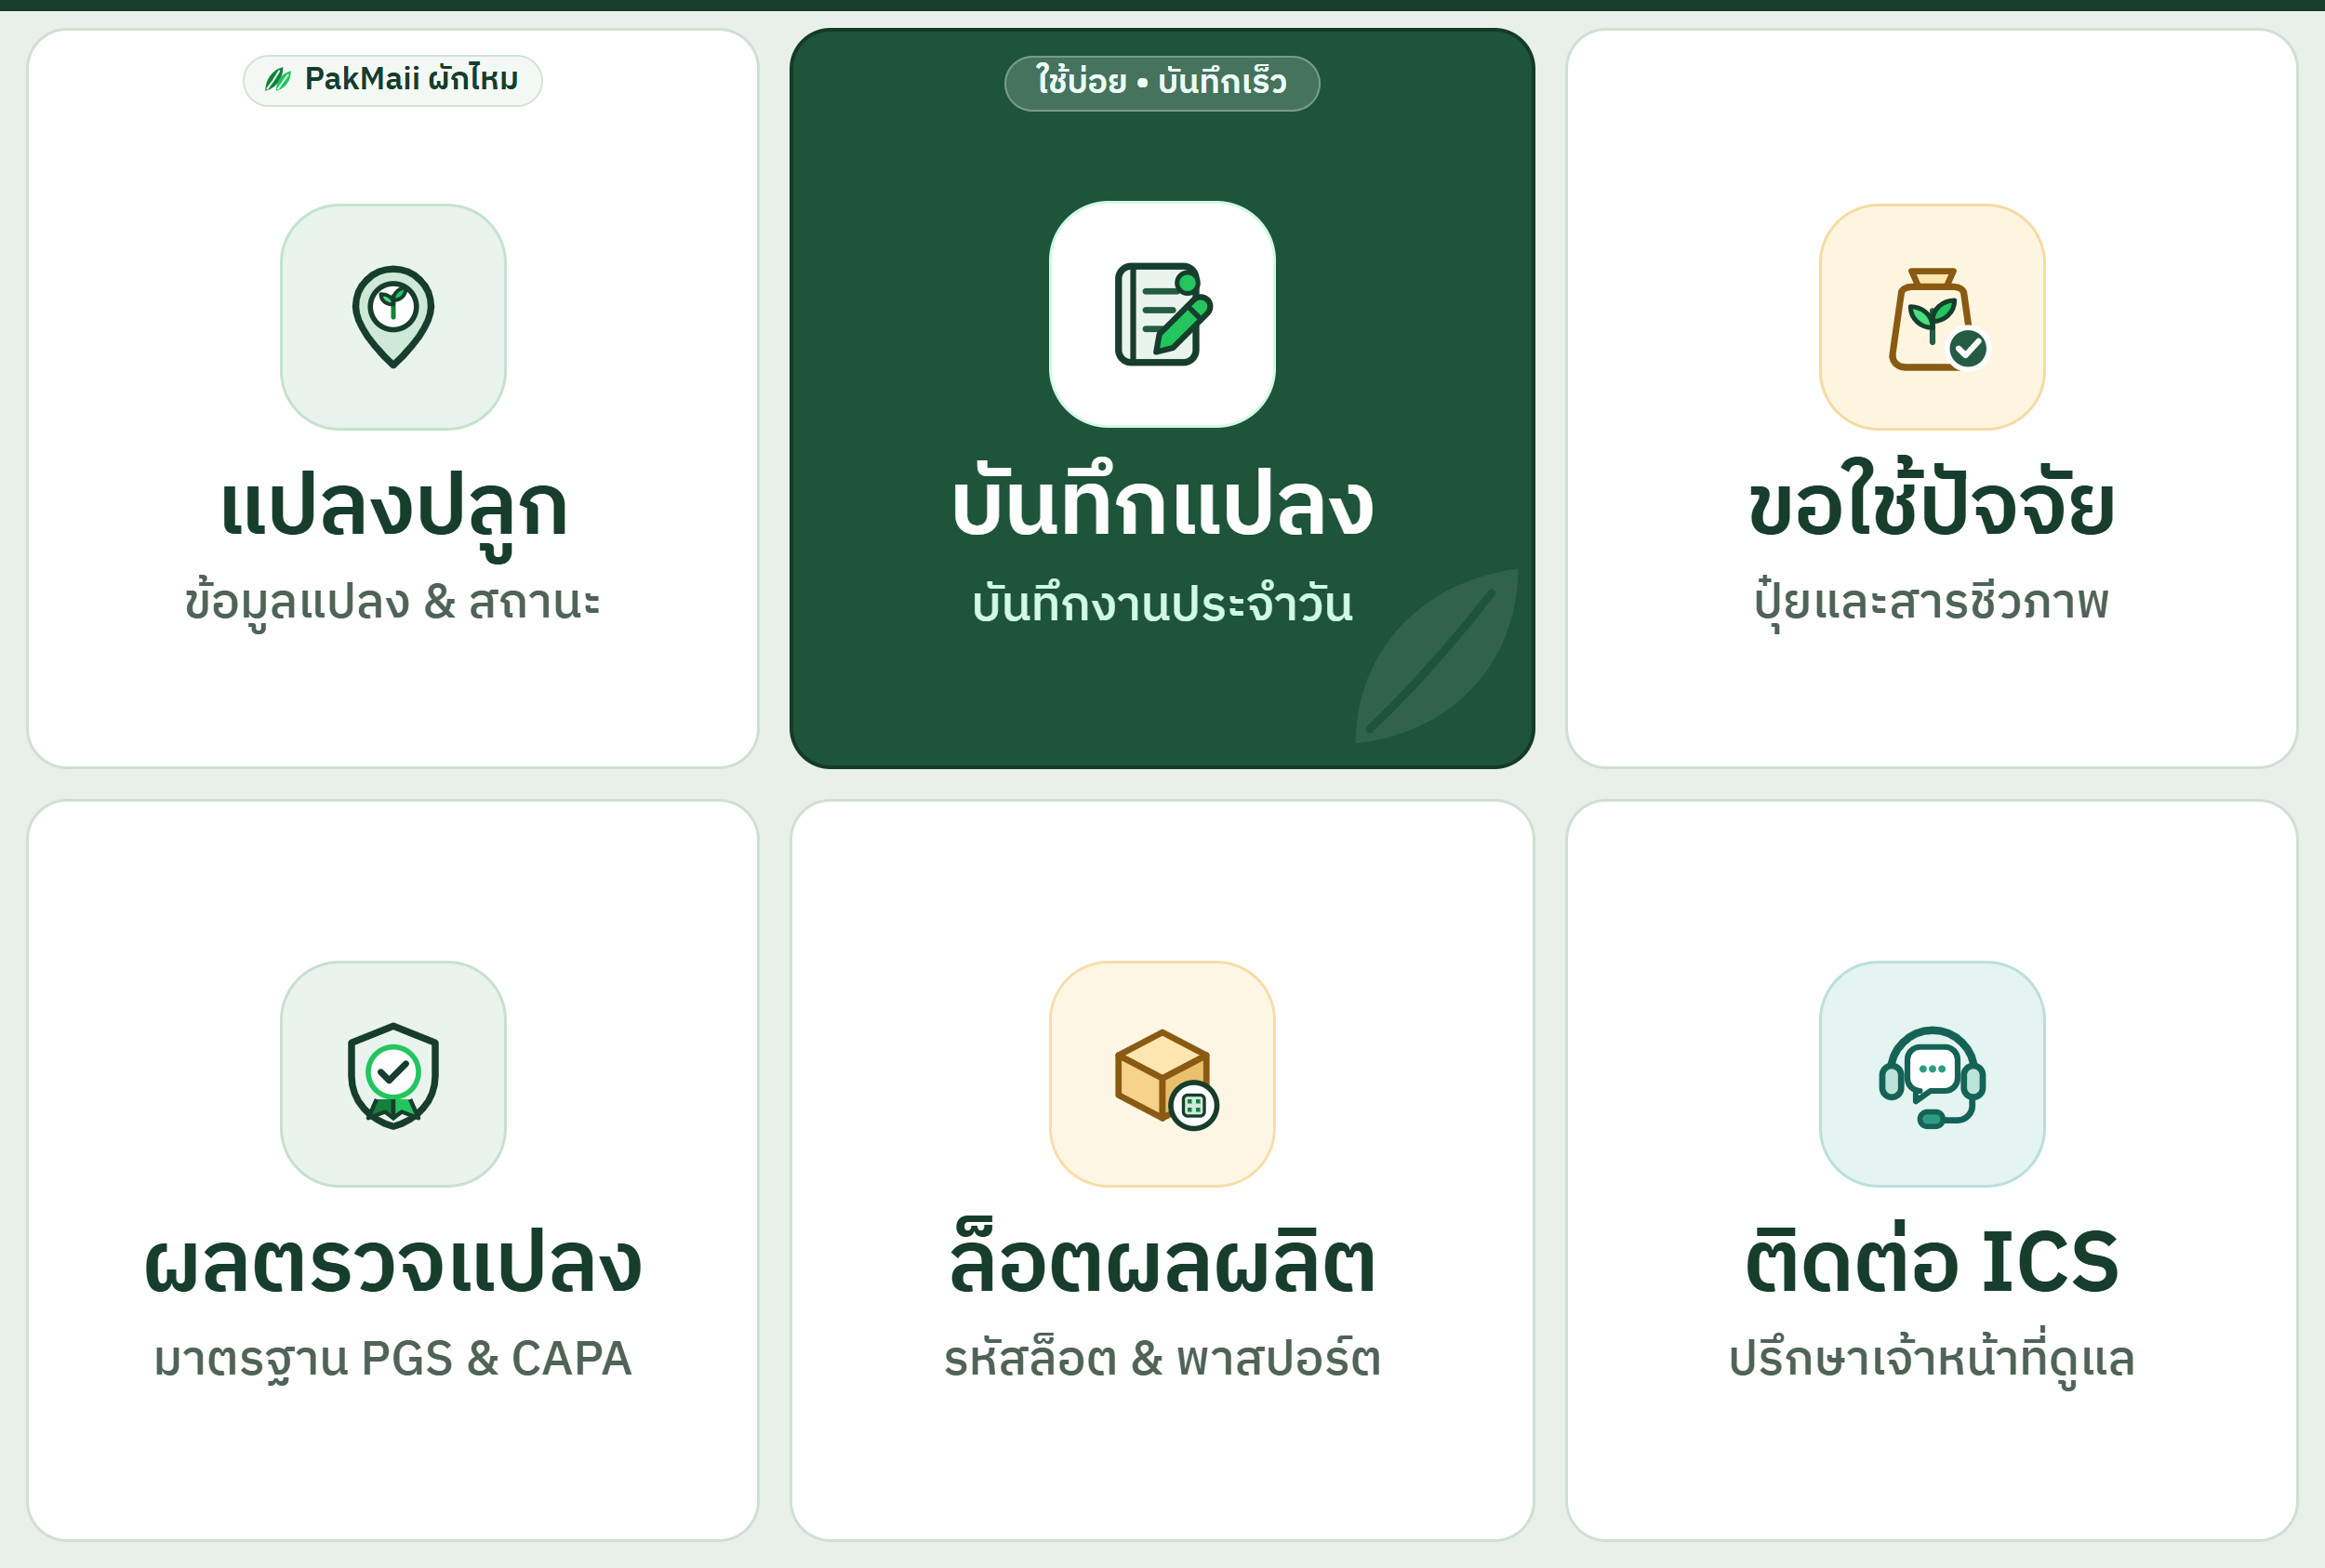 PakMaii ผักไหม
แปลงปลูก
ข้อมูลแปลง & สถานะ
ใช้บ่อย • บันทึกเร็ว
บันทึกแปลง
บันทึกงานประจำวัน
ขอใช้ปัจจัย
ปุ๋ยและสารชีวภาพ
ผลตรวจแปลง
มาตรฐาน PGS & CAPA
ล็อตผลผลิต
รหัสล็อต & พาสปอร์ต
ติดต่อ ICS
ปรึกษาเจ้าหน้าที่ดูแล